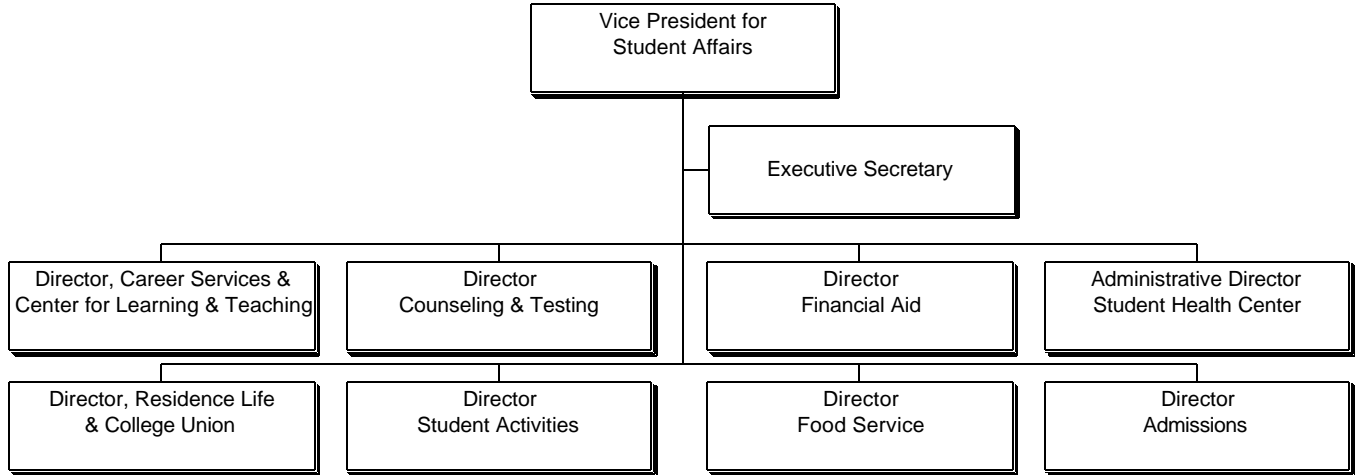 Vice President for
Student Affairs
Executive Secretary
Director, Career Services &
Center for Learning & Teaching
Director
Counseling & Testing
Director
Financial Aid
Administrative Director
Student Health Center
Director, Residence Life
& College Union
Director
Student Activities
Director
Food Service
Director
Admissions